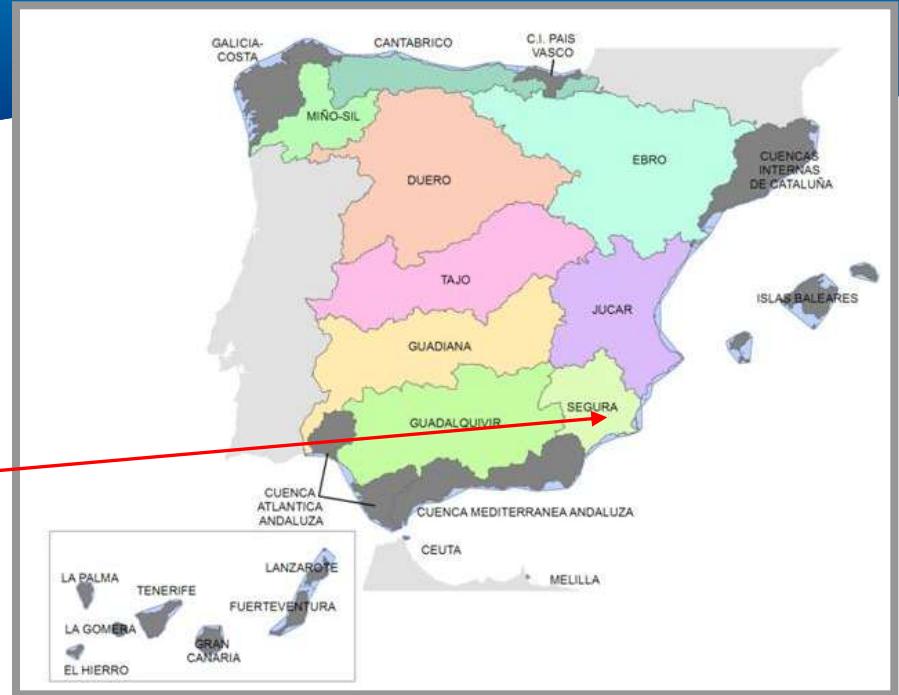 GALICIA-
COSTA
CANTABRICO
C.I. PAIS
VASCO
MIÑO-SIL
DUERO
EBRO
CUENCAS
INTERNAS
DE CATALUÑA
TAJO
JUCAR
ISLAS BALEARES
GUADIANA
SEGURA
GUADALQUIVIR
CUENCA
ATLANTICA
ANDALUZA
CUENCA MEDITERRANEA ANDALUZA
CEUTA
MELILLA
LANZAROTE
LA PALMA
TENERIFE
FUERTEVENTURA
LA GOMERA
GRAN
CANARIA
EL HIERRO